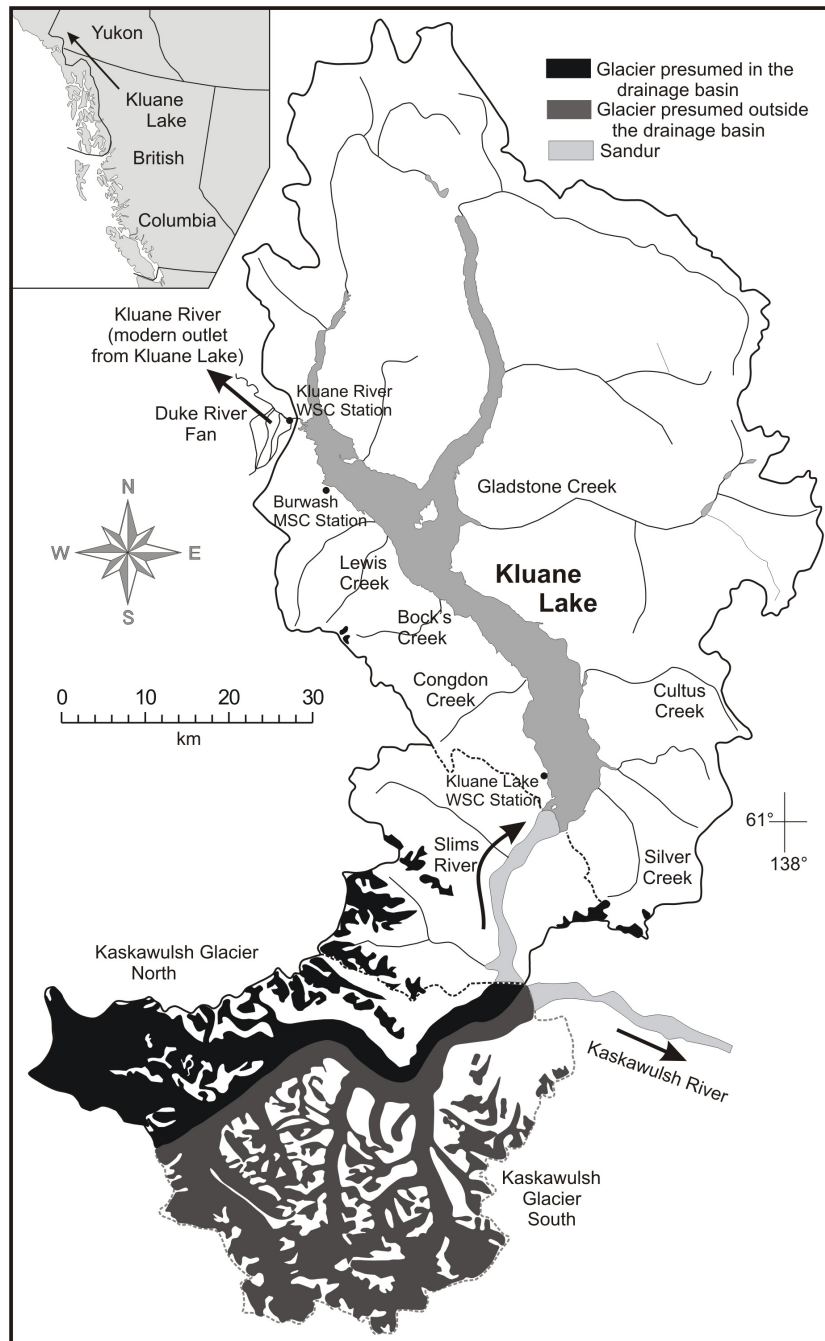 Yukon
Kluane
Lake
British
Columbia
Glacier presumed in the
drainage basin
Glacier presumed outside
the drainage basin
Sandur
Kluane River
(modern outlet
from Kluane Lake)
Kluane River
WSC Station
Duke River
Fan
Burwash
MSC Station
Gladstone Creek
N
W E
S
Lewis
Creek
Kluane
Lake
Bock's
Creek
Congdon
Creek
Cultus
Creek
0 10 20 30
km
Kluane Lake
WSC Station
61°
138°
Slims
River
Silver
Creek
Kaskawulsh Glacier
North
Kaskawulsh River
Kaskawulsh
Glacier
South